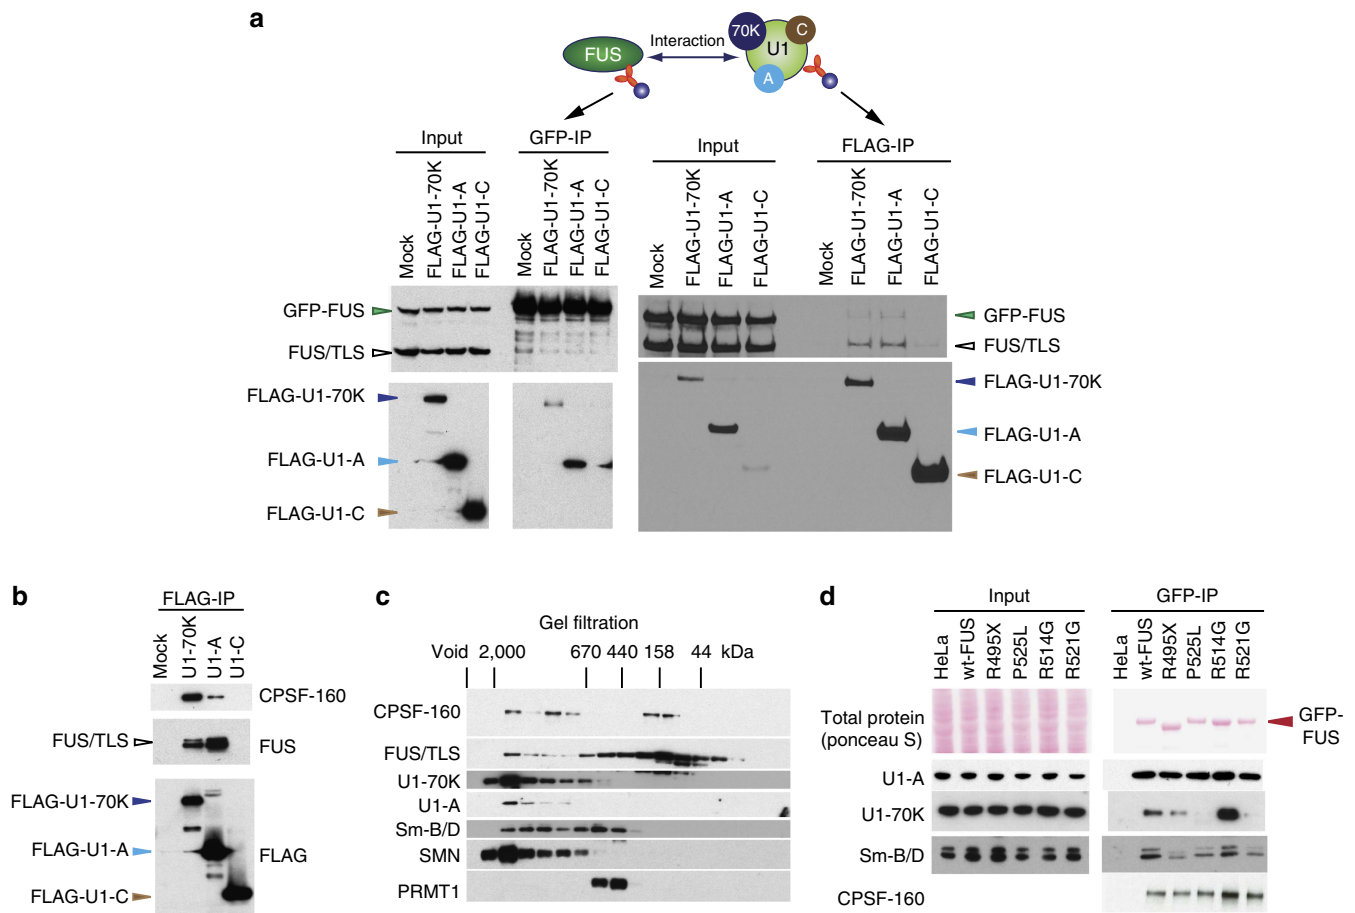 a
70K
C
FUS
Interaction
U1
A
Input
GFP-IP
Input
FLAG-IP
Mock
FLAG-U1-70K
FLAG-U1-A
FLAG-U1-C
Mock
FLAG-U1-70K
FLAG-U1-A
FLAG-U1-C
Mock
FLAG-U1-70K
FLAG-U1-A
FLAG-U1-C
Mock
FLAG-U1-70K
FLAG-U1-A
FLAG-U1-C
GFP-FUS
FUS/TLS
FLAG-U1-70K
FLAG-U1-A
FLAG-U1-C
GFP-FUS
FUS/TLS
FLAG-U1-70K
FLAG-U1-A
FLAG-U1-C
b
FLAG-IP
Mock
U1-70K
U1-A
U1-C
CPSF-160
FUS/TLS
FUS
FLAG-U1-70K
FLAG-U1-A
FLAG
FLAG-U1-C
c
Gel filtration
Void 2,000 670 440 158 44 kDa
CPSF-160
FUS/TLS
U1-70K
U1-A
Sm-B/D
SMN
PRMT1
d
Input
GFP-IP
HeLa
wt-FUS
R495X
P525L
R514G
R521G
HeLa
wt-FUS
R495X
P525L
R514G
R521G
Total protein
(ponceau S)
GFP-
FUS
U1-A
U1-70K
Sm-B/D
CPSF-160